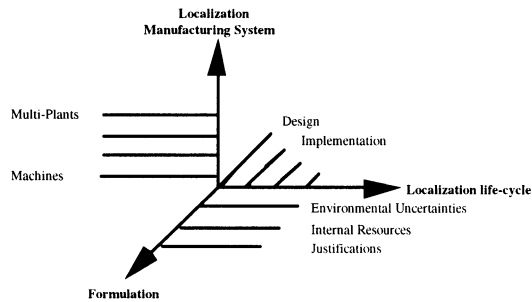 Localization
Manufacturing System
Multi-Plants
Design
Implementation
Machines
Localization life-cycle
Environmental Uncertainties
Internal Resources
Justifications
Formulation